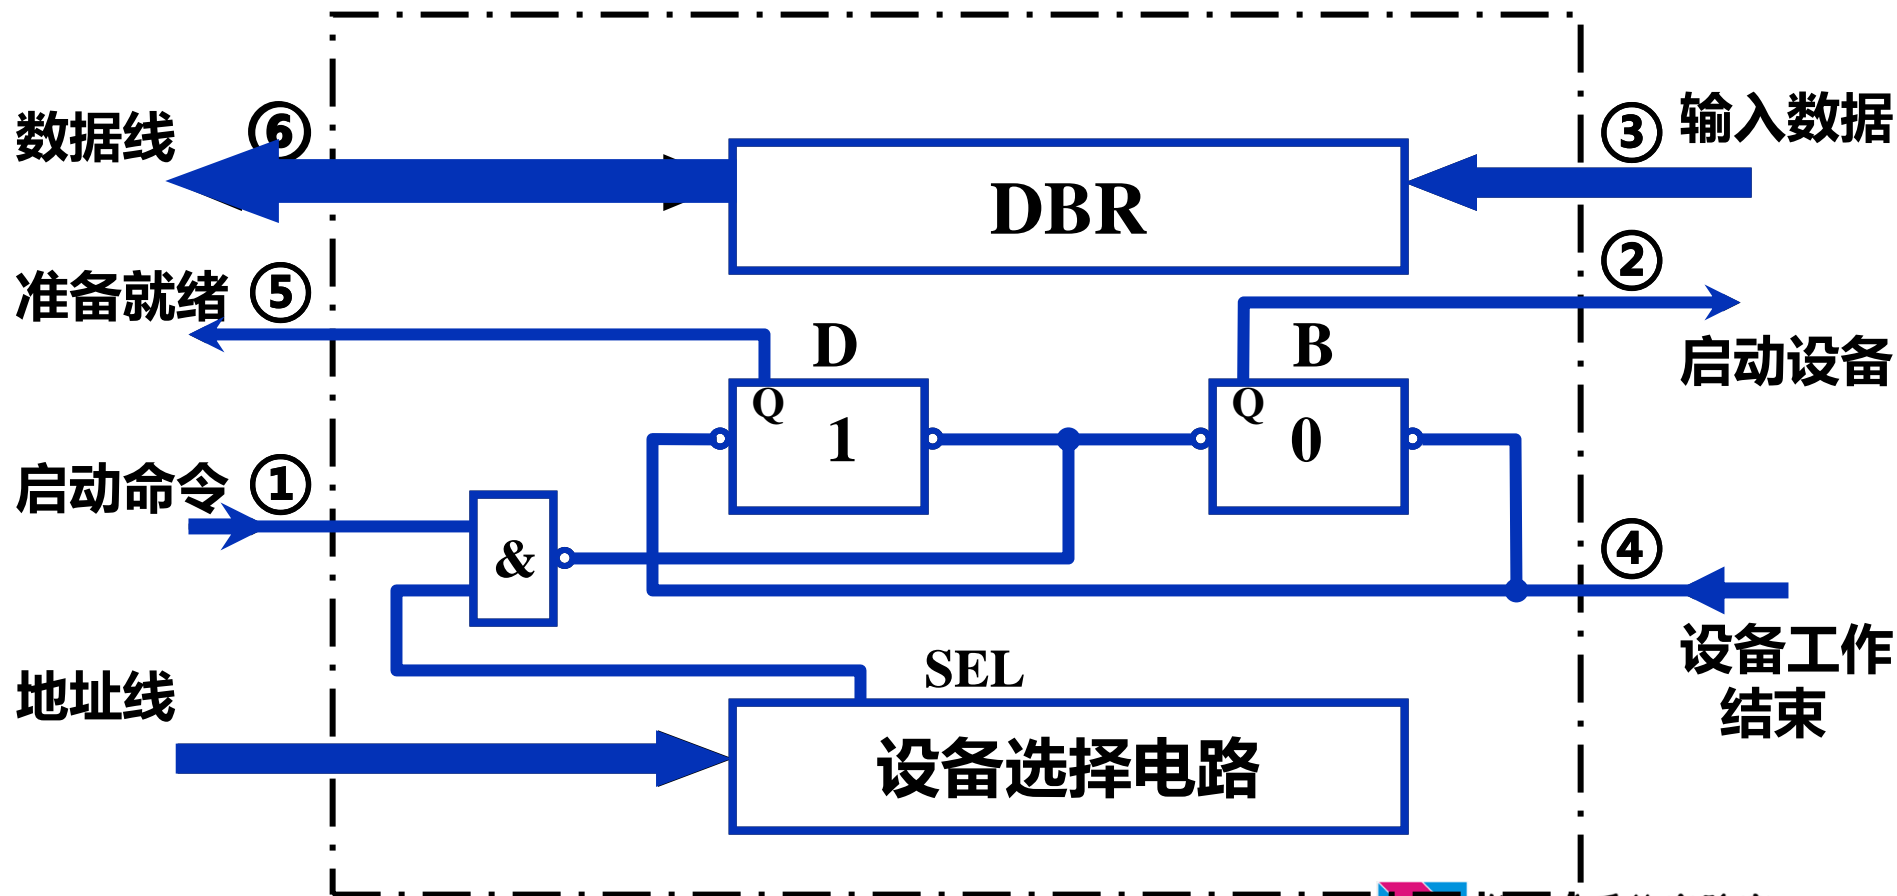 数据线
⑥
③
输入数据
DBR
②
准备就绪
⑤
启动设备
D
B
Q
1
Q
0
启动命令
①
&
④
设备工作
结束
SEL
地址线
设备选择电路